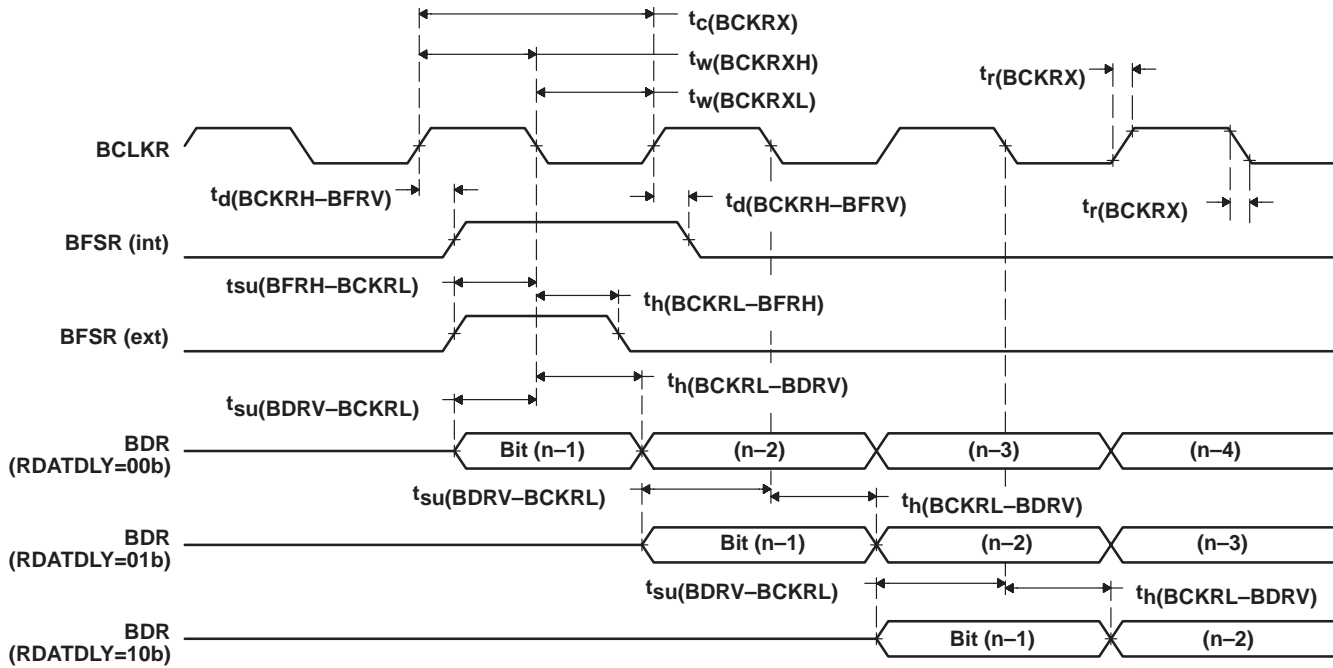 tc(BCKRX)
tw(BCKRXH)
tr(BCKRX)
tw(BCKRXL)
BCLKR
td(BCKRH–BFRV)
td(BCKRH–BFRV)
tr(BCKRX)
BFSR (int)
tsu(BFRH–BCKRL)
th(BCKRL–BFRH)
BFSR (ext)
th(BCKRL–BDRV)
tsu(BDRV–BCKRL)
BDR
(RDATDLY=00b)
Bit (n–1)
(n–2)
(n–3)
(n–4)
tsu(BDRV–BCKRL)
th(BCKRL–BDRV)
BDR
(RDATDLY=01b)
Bit (n–1)
(n–2)
(n–3)
tsu(BDRV–BCKRL)
th(BCKRL–BDRV)
BDR
(RDATDLY=10b)
Bit (n–1)
(n–2)